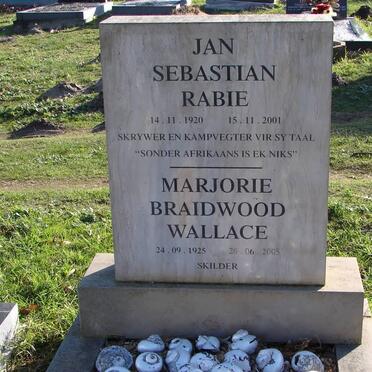 JAN
SEBASTIAN
RABIE
14 . 11 . 1920 15 . 11 . 2001
SKRYWER EN KAMPVEGTER VIR SY TAAL
“SONDER AFRIKAANS IS EK NIKS”
MARJORIE
BRAIDWOOD
WALLACE
24 . 09 . 1925 26 . 06 . 2005
SKILDER